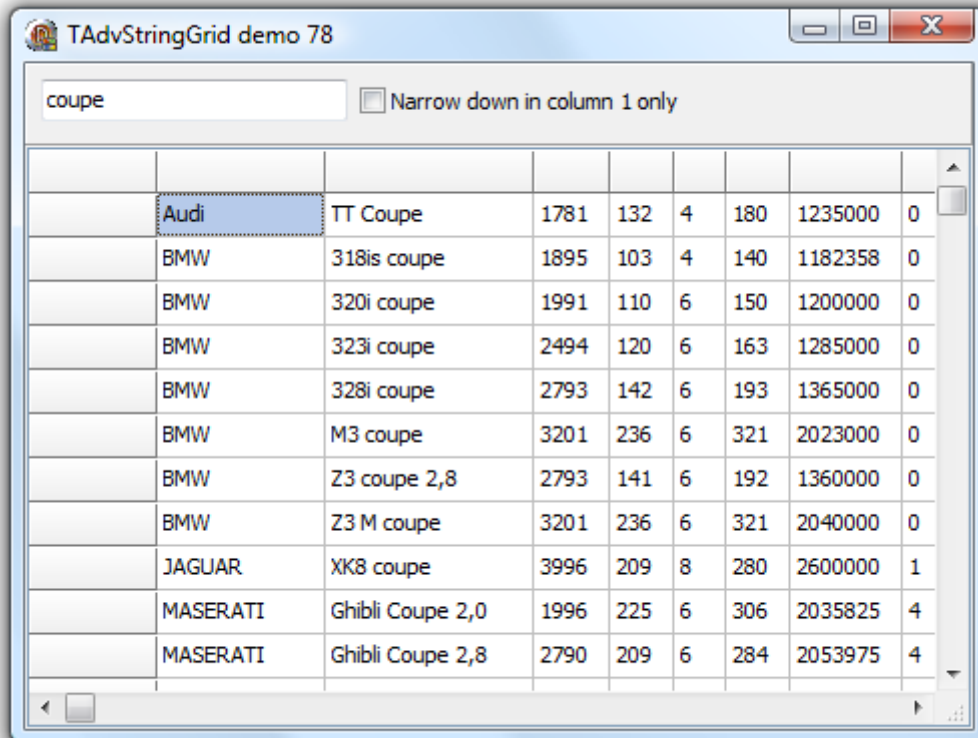 TAdvStringGrid demo 78
coupe Narrow down in column 1 only
Audi TT Coupe 1781 132 4 180 1235000 0
BMW 318is coupe 1895 103 4 140 1182358 0
BMW 320i coupe 1991 110 6 150 1200000 0
BMW 323i coupe 2494 120 6 163 1285000 0
BMW 328i coupe 2793 142 6 193 1365000 0
BMW M3 coupe 3201 236 6 321 2023000 0
BMW Z3 coupe 2,8 2793 141 6 192 1360000 0
BMW Z3 M coupe 3201 236 6 321 2040000 0
JAGUAR XK8 coupe 3996 209 8 280 2600000 1
MASERATI Ghibli Coupe 2,0 1996 225 6 306 2035825 4
MASERATI Ghibli Coupe 2,8 2790 209 6 284 2053975 4